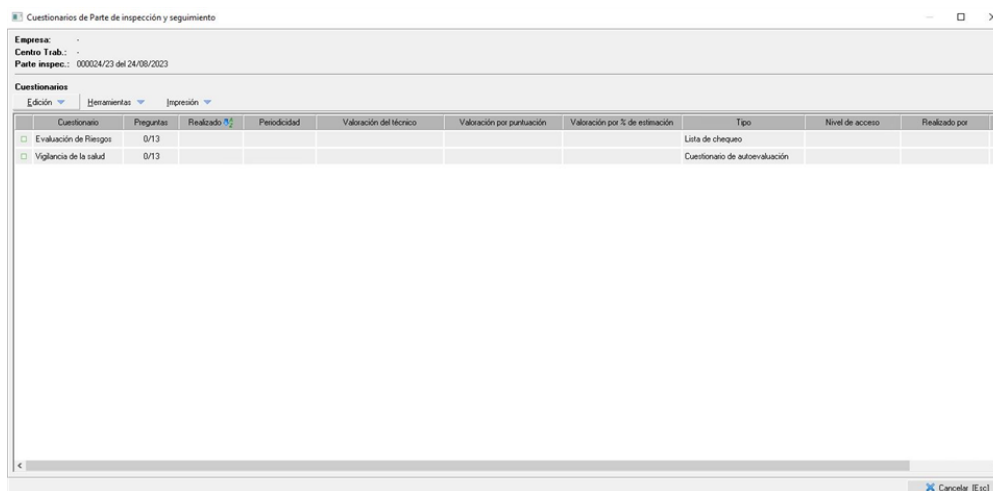 Cuestionarios de Parte de inspección y seguimiento
Empresa: -
Centro Trab.: -
Parte inspec.: 000024/23 del 24/08/2023
Cuestionarios
Edición Herramientas Impresión
Cuestionario Preguntas Realizado Periodicidad Valoración del técnico Valoración por puntuación Valoración por % de estimación Tipo Nivel de acceso Realizado por
Evaluación de Riesgos 0/13 Lista de chequeo
Vigilancia de la salud 0/13 Cuestionario de autoevaluación
Cancelar [Esc]